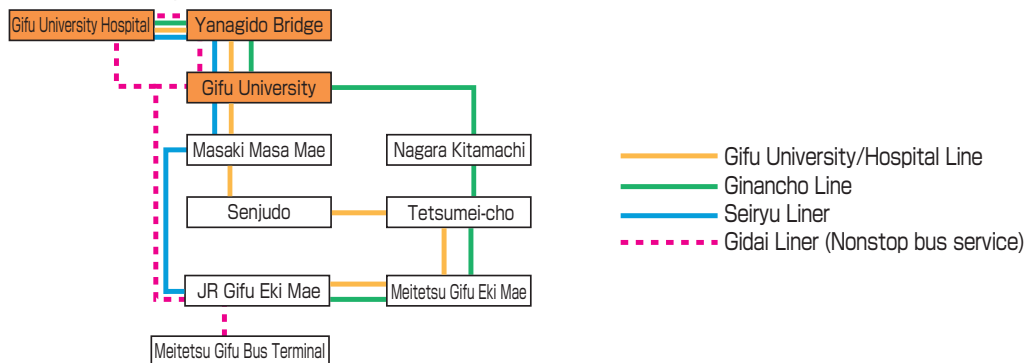 Gifu University Hospital
Yanagido Bridge
Gifu University
Masaki Masa Mae
Nagara Kitamachi
Senjudo
Tetsumei-cho
JR Gifu Eki Mae
Meitetsu Gifu Eki Mae
Meitetsu Gifu Bus Terminal
Gifu University/Hospital Line
Ginancho Line
Seiryu Liner
Gidai Liner (Nonstop bus service)